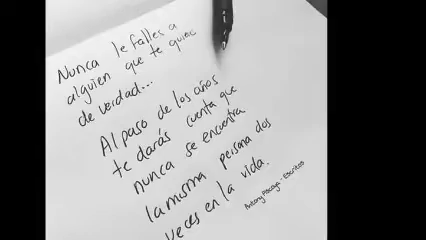 Nunca le falles a
alguien que te quiere
de verdad...
Al paso de los años
te darás cuenta que
nunca se encuentra
la misma persona dos
veces en la vida.